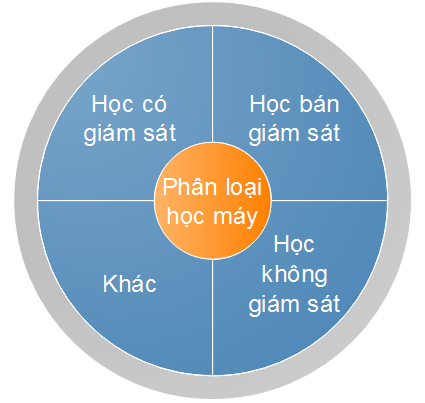 Học có
giám sát
Học bán
giám sát
Phân loại
học máy
Khác
Học
không
giám sát